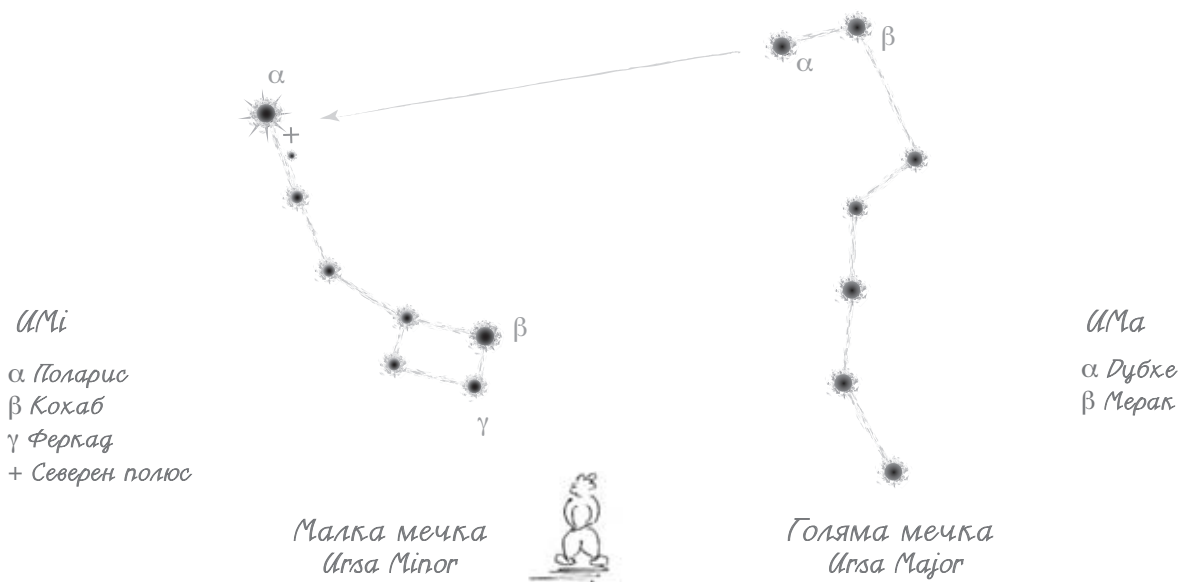 α
β
α
+
β
γ
UMi
α Поларис
β Кохаб
γ Феркад
+ Северен полюс
UMa
α Дубхе
β Мерак
Малка мечка
Ursa Minor
Голяма мечка
Ursa Major